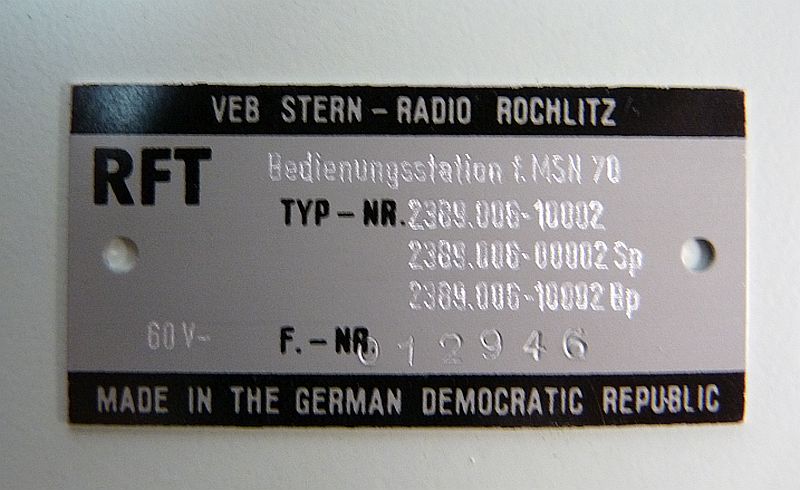 VEB STERN-RADIO ROCHLITZ
RFT Bedienungsstation f. MSN 70
TYP-NR. 2389.006-10002
2389.006-00002 Sp
2389.006-10002 Bp
60 V- F.-NR. 012946
MADE IN THE GERMAN DEMOCRATIC REPUBLIC